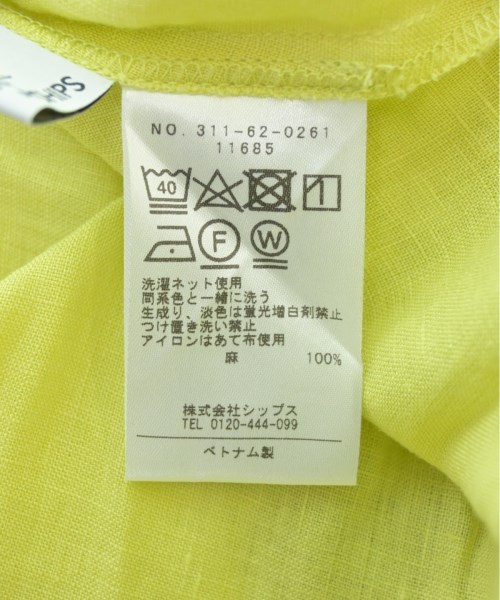 IPS
NO. 311-62-0261
11685
40
F W
洗濯ネット使用
同系色と一緒に洗う
生成り、淡色は蛍光増白剤禁止
つけ置き洗い禁止
アイロンはあて布使用
麻 100%
株式会社シップス
TEL 0120-444-099
ベトナム製